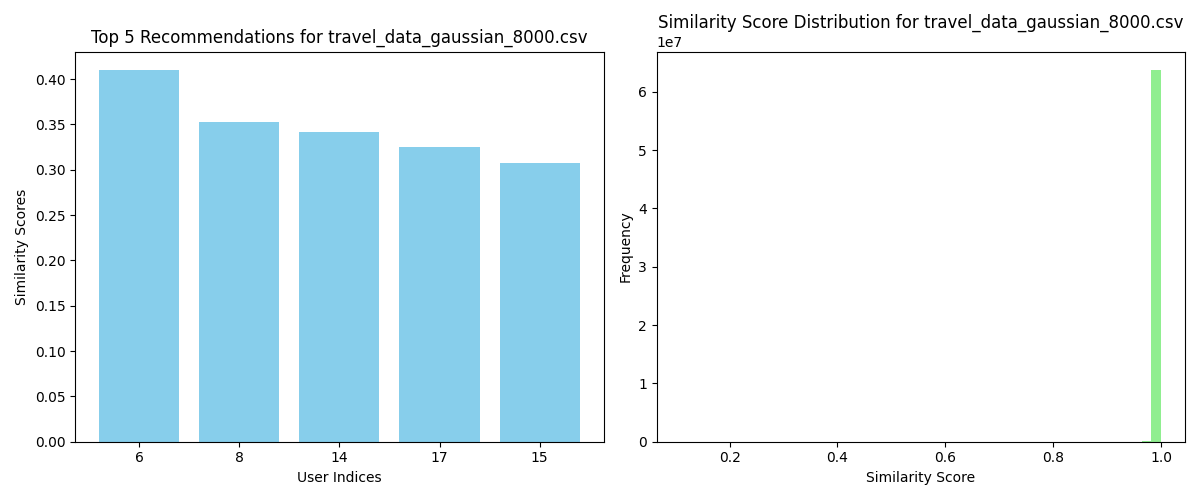 Top 5 Recommendations for travel_data_gaussian_8000.csv
0.40
0.35
0.30
0.25
0.20
0.15
0.10
0.05
0.00
Similarity Scores
6 8 14 17 15
User Indices
Similarity Score Distribution for travel_data_gaussian_8000.csv
1e7
6
5
4
3
2
1
0
Frequency
0.2 0.4 0.6 0.8 1.0
Similarity Score